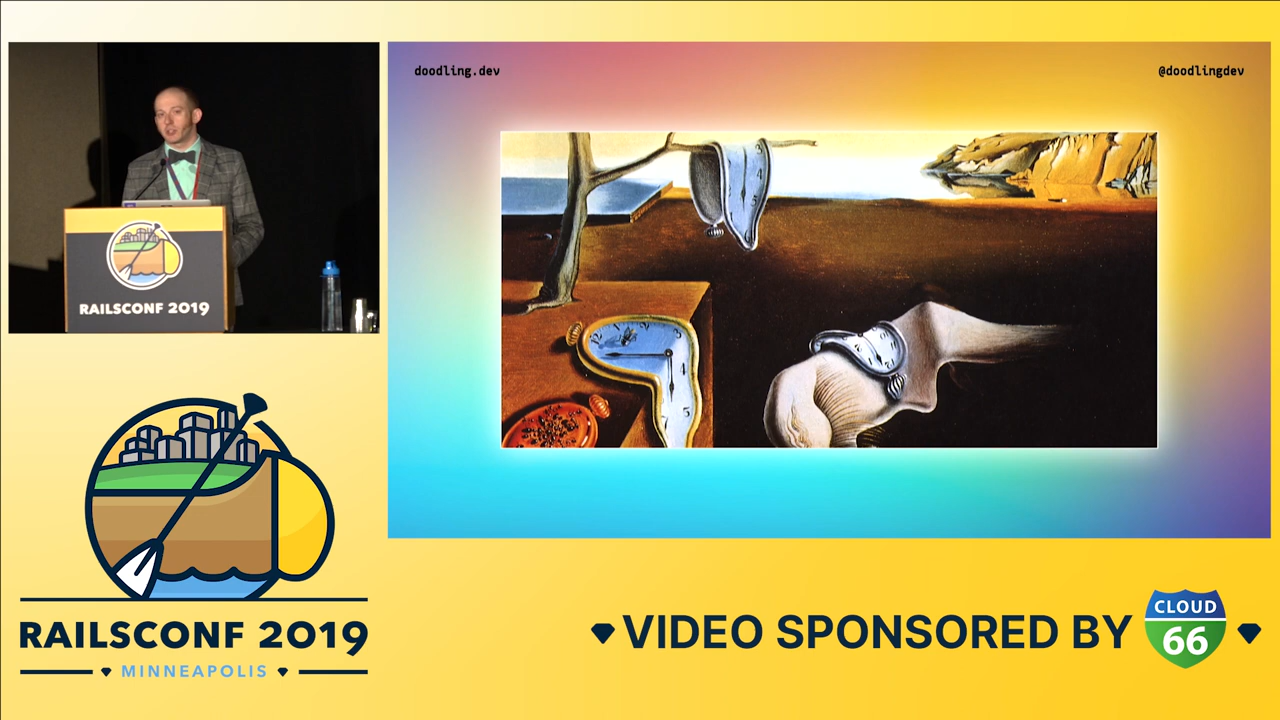 doodling.dev
@doodlingdev
RAILSCONF 2019
RAILSCONF 2019
MINNEAPOLIS
VIDEO SPONSORED BY
CLOUD
66